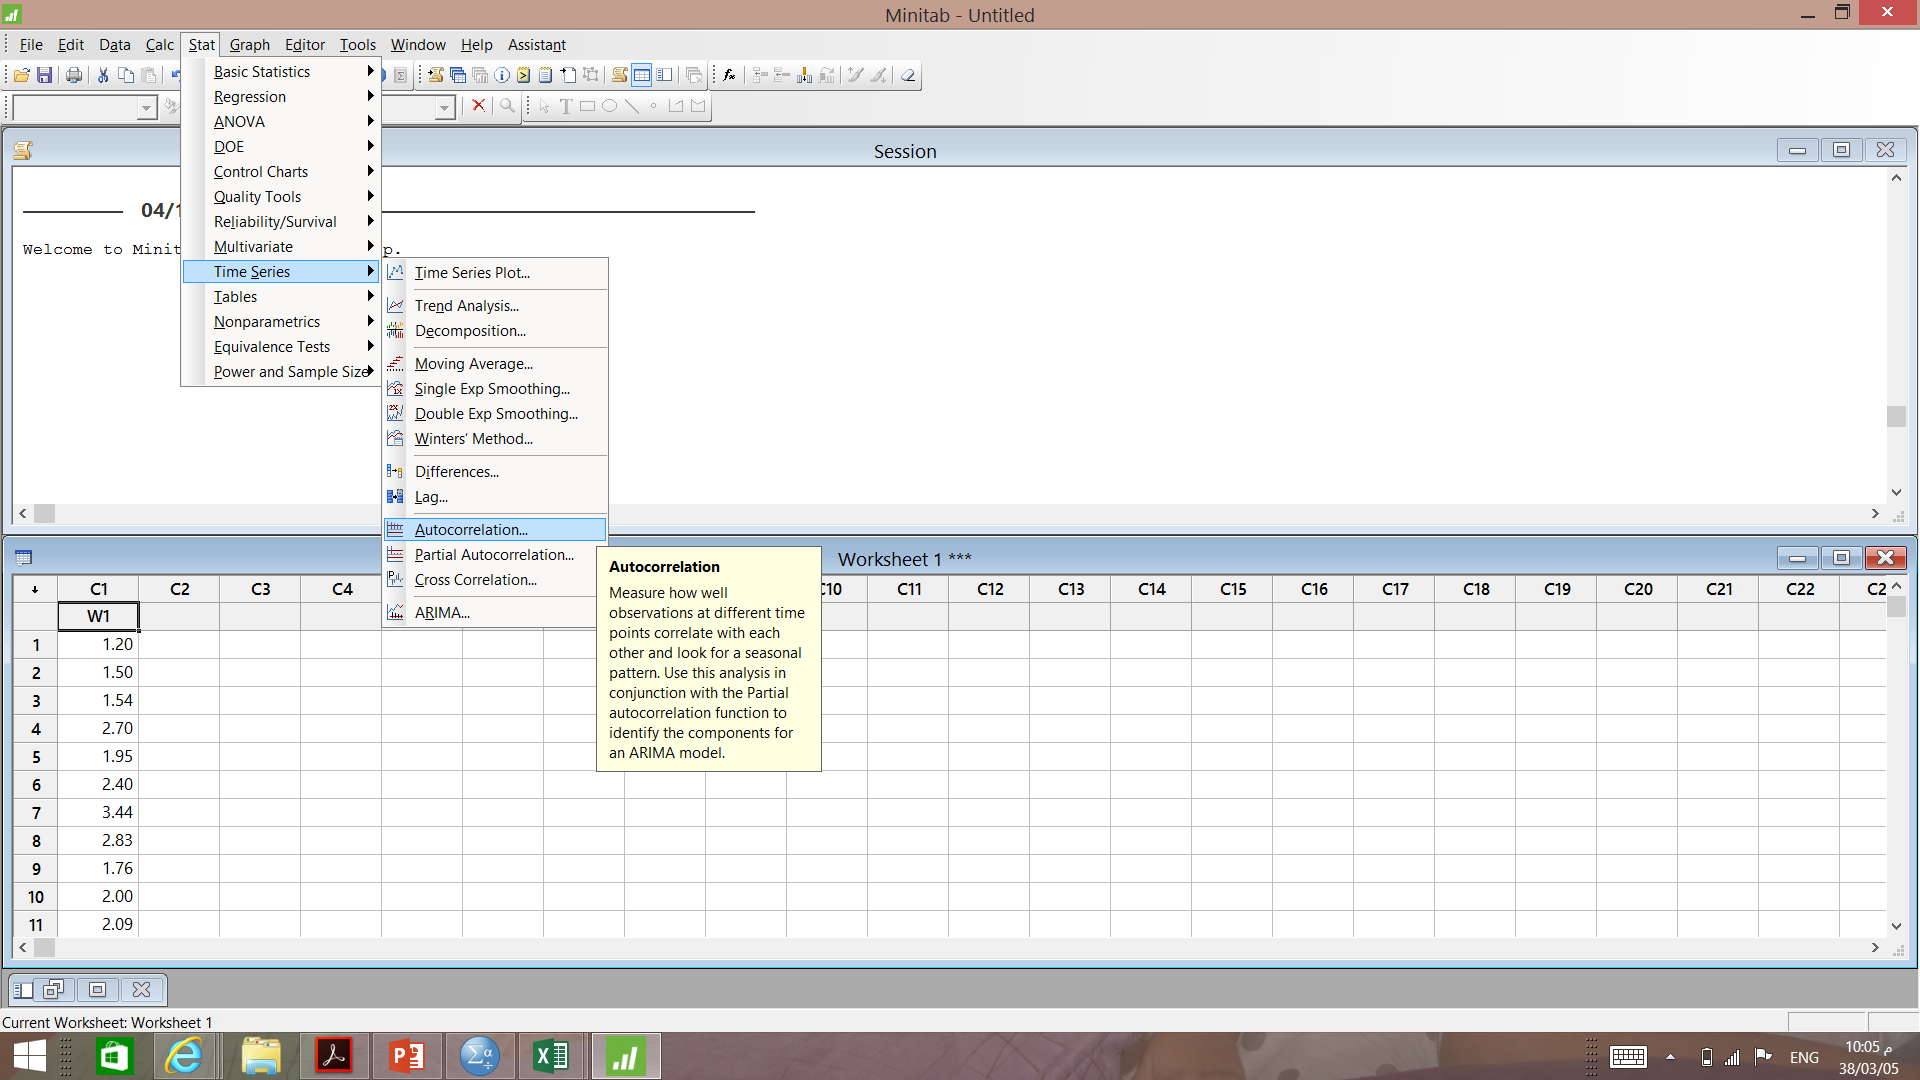 Minitab - Untitled
File Edit Data Calc Stat Graph Editor Tools Window Help Assistant
Basic Statistics
Regression
ANOVA
DOE
Control Charts
Quality Tools
Reliability/Survival
Multivariate
Time Series
Tables
Nonparametrics
Equivalence Tests
Power and Sample Size
Session
04/1
Welcome to Minit
p.
Time Series Plot...
Trend Analysis...
Decomposition...
Moving Average...
Single Exp Smoothing...
Double Exp Smoothing...
Winters' Method...
Differences...
Lag...
Autocorrelation...
Partial Autocorrelation...
Cross Correlation...
ARIMA...
Autocorrelation
Measure how well
observations at different time
points correlate with each
other and look for a seasonal
pattern. Use this analysis in
conjunction with the Partial
autocorrelation function to
identify the components for
an ARIMA model.
Worksheet 1 ***
C1 C2 C3 C4 C10 C11 C12 C13 C14 C15 C16 C17 C18 C19 C20 C21 C22 C2
W1
1 1.20
2 1.50
3 1.54
4 2.70
5 1.95
6 2.40
7 3.44
8 2.83
9 1.76
10 2.00
11 2.09
Current Worksheet: Worksheet 1
ENG
10:05 م
38/03/05